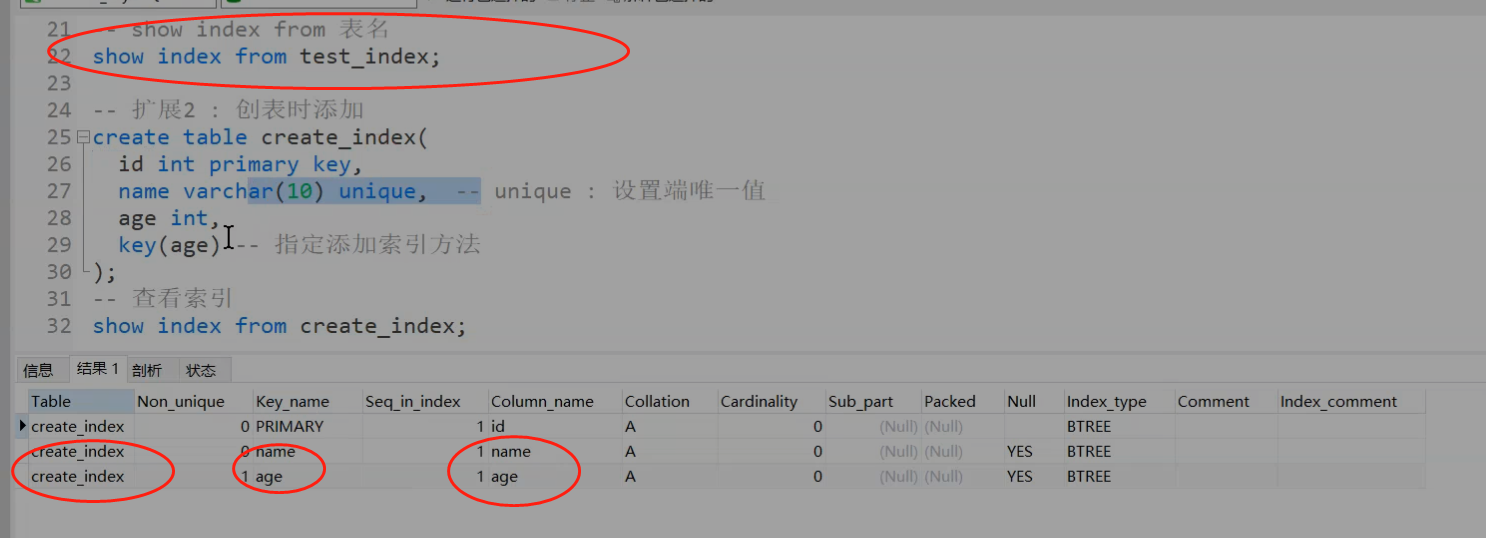 21 -- show index from 表名
22 show index from test_index;
23
24 -- 扩展2 : 创表时添加
25 create table create_index(
26 id int primary key,
27 name varchar(10) unique, -- unique : 设置端唯一值
28 age int,
29 key(age) -- 指定添加索引方法
30 );
31 -- 查看索引
32 show index from create_index;
信息 结果 1 剖析 状态
Table Non_unique Key_name Seq_in_index Column_name Collation Cardinality Sub_part Packed Null Index_type Comment Index_comment
create_index 0 PRIMARY 1 id A 0 (Null) (Null) BTREE
create_index 0 name 1 name A 0 (Null) (Null) YES BTREE
create_index 1 age 1 age A 0 (Null) (Null) YES BTREE